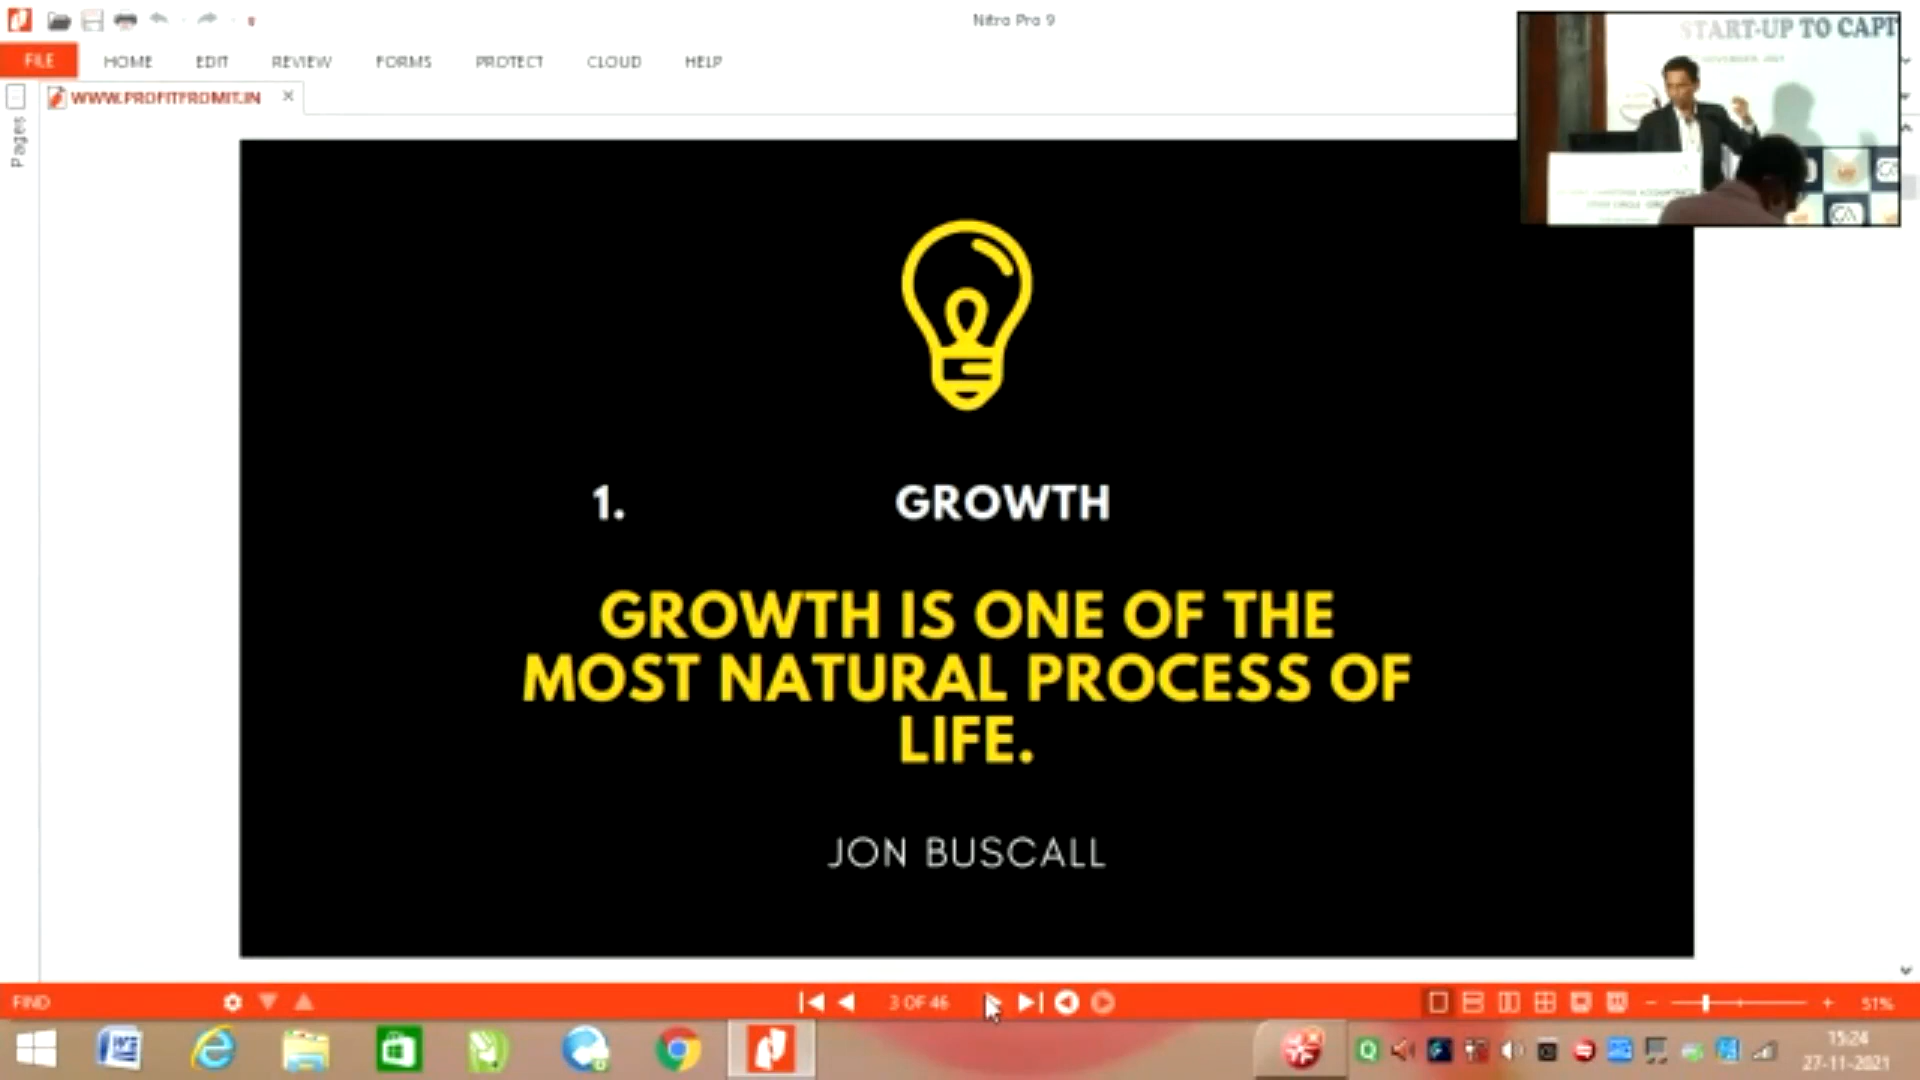 Nitro Pro 9
FILE
HOME
EDIT
REVIEW
FORMS
PROTECT
CLOUD
HELP
WWW.PROFITFROMIT.IN
Pages
START-UP TO CAPI
1. GROWTH
GROWTH IS ONE OF THE
MOST NATURAL PROCESS OF
LIFE.
JON BUSCALL
FIND
3 OF 46
51%
15:24
27-11-2021